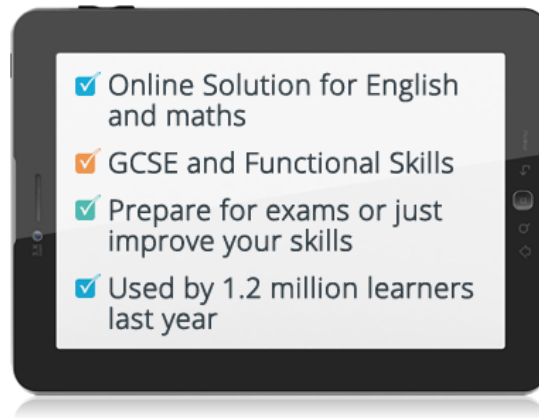 Online Solution for English
and maths
GCSE and Functional Skills
Prepare for exams or just
improve your skills
Used by 1.2 million learners
last year